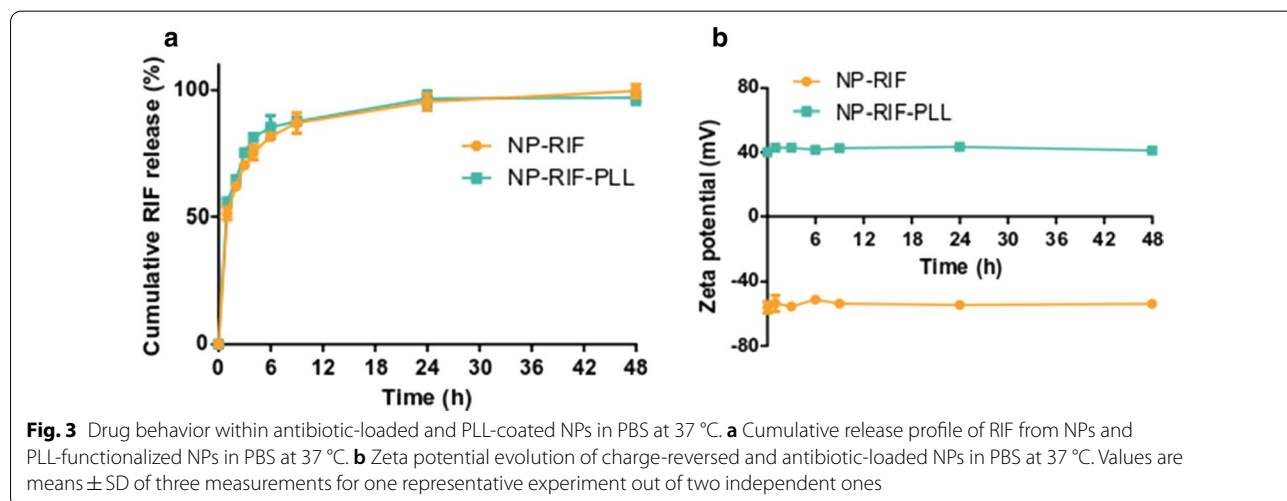 a
Cumulative RIF release (%)
100
50
0
0 6 12 18 24 30 36 42 48
Time (h)
NP-RIF
NP-RIF-PLL
b
Zeta potential (mV)
80
40
0
-40
-80
6 12 18 24 30 36 42 48
Time (h)
NP-RIF
NP-RIF-PLL
Fig. 3 Drug behavior within antibiotic-loaded and PLL-coated NPs in PBS at 37 °C. a Cumulative release profile of RIF from NPs and
PLL-functionalized NPs in PBS at 37 °C. b Zeta potential evolution of charge-reversed and antibiotic-loaded NPs in PBS at 37 °C. Values are
means ± SD of three measurements for one representative experiment out of two independent ones